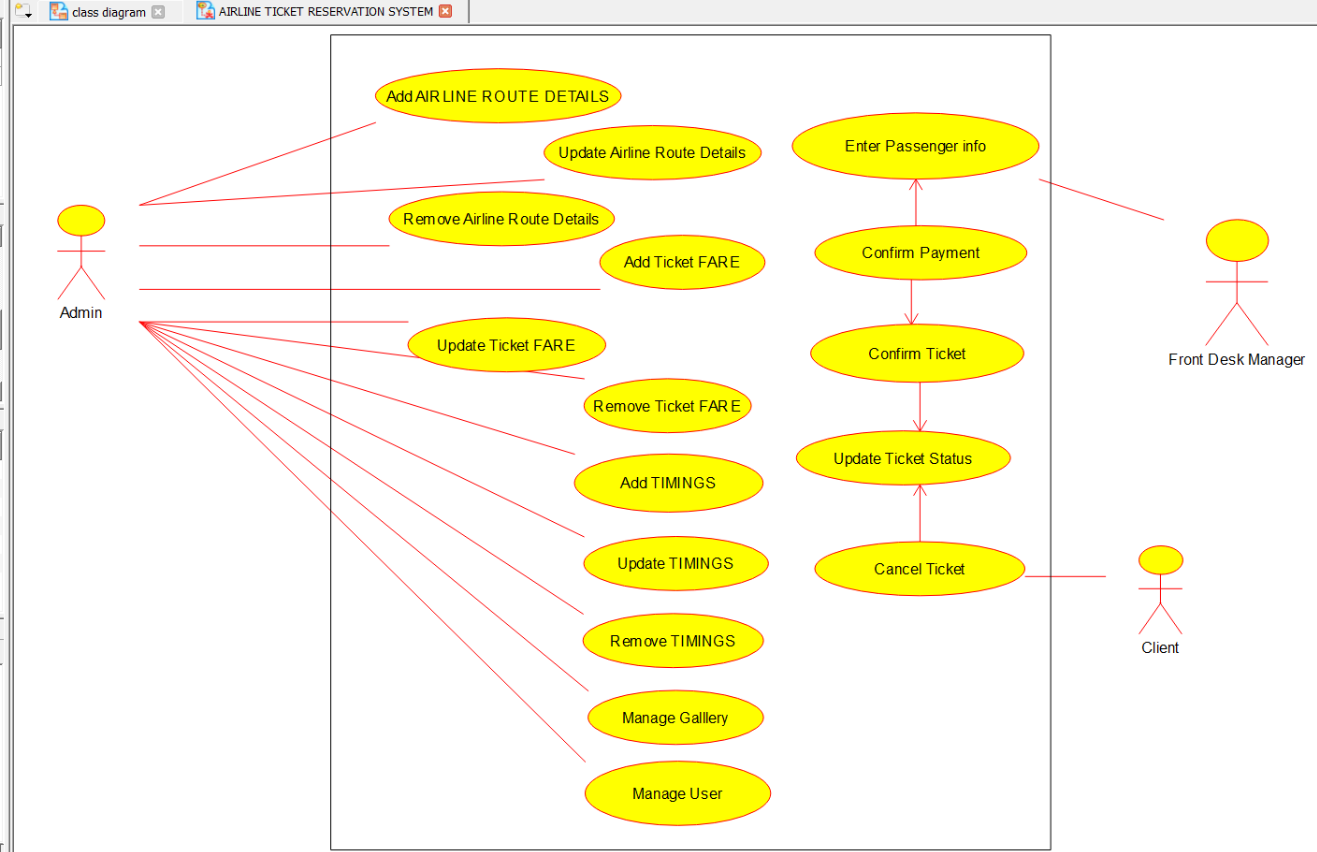 class diagram
AIRLINE TICKET RESERVATION SYSTEM
Add AIRLINE ROUTE DETAILS
Update Airline Route Details
Enter Passenger info
Remove Airline Route Details
Confirm Payment
Add Ticket FARE
Admin
Update Ticket FARE
Confirm Ticket
Front Desk Manager
Remove Ticket FARE
Update Ticket Status
Add TIMINGS
Update TIMINGS
Cancel Ticket
Remove TIMINGS
Client
Manage Galllery
Manage User